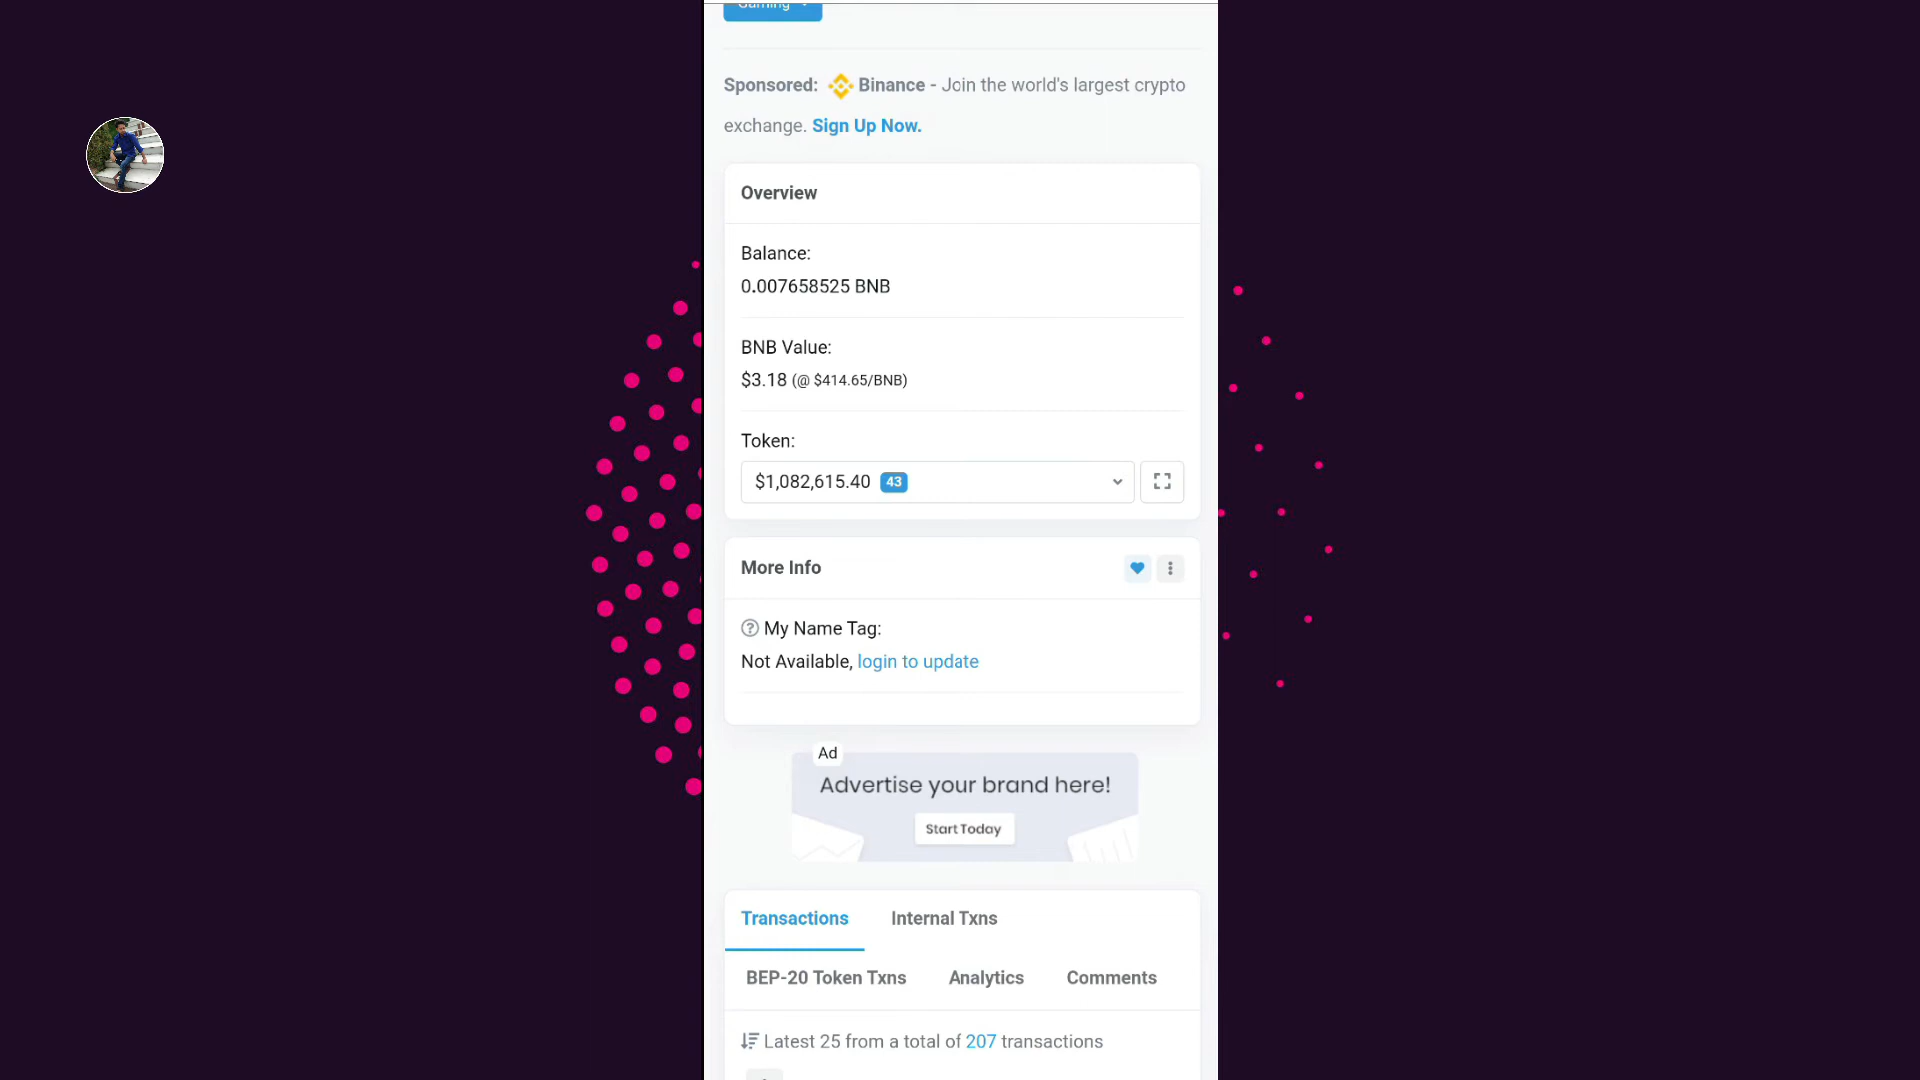 Gaming
Sponsored: Binance - Join the world's largest crypto
exchange. Sign Up Now.
Overview
Balance:
0.007658525 BNB
BNB Value:
$3.18 (@ $414.65/BNB)
Token:
$1,082,615.40 43
More Info
My Name Tag:
Not Available, login to update
Ad
Advertise your brand here!
Start Today
Transactions Internal Txns
BEP-20 Token Txns Analytics Comments
Latest 25 from a total of 207 transactions